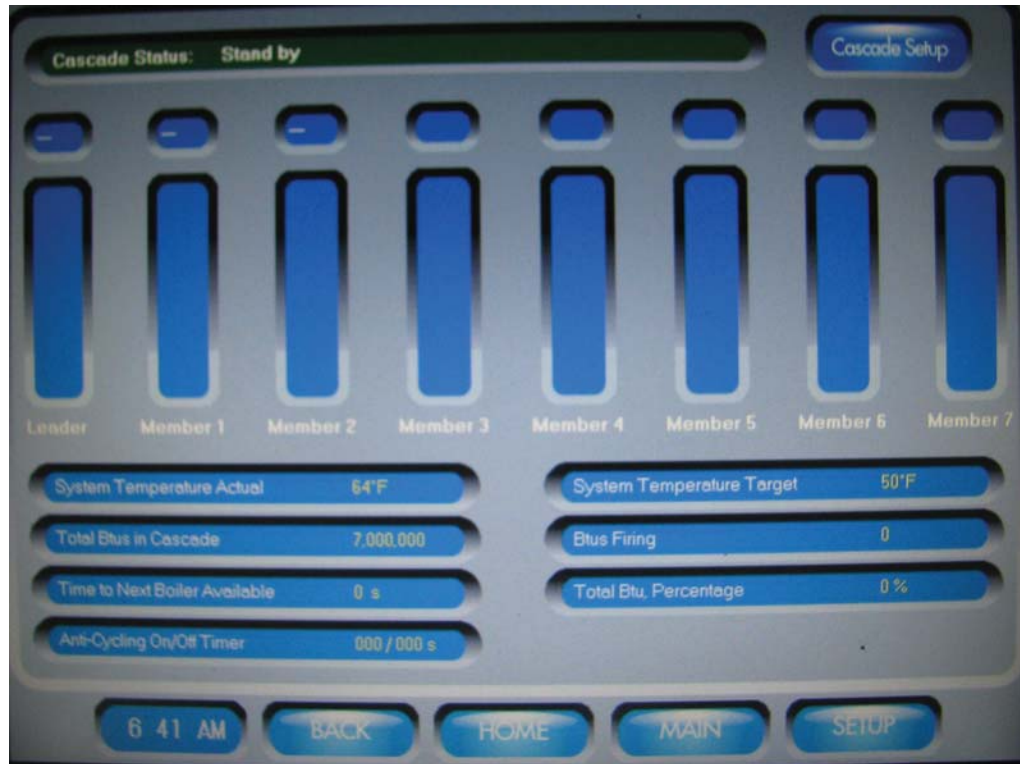 Cascade Status: Stand by
Cascade Setup
– – –
Leader Member 1 Member 2 Member 3 Member 4 Member 5 Member 6 Member 7
System Temperature Actual 64°F
System Temperature Target 50°F
Total Btus in Cascade 7,000,000
Btus Firing 0
Time to Next Boiler Available 0 s
Total Btu, Percentage 0 %
Anti-Cycling On/Off Timer 000 / 000 s
6 41 AM BACK HOME MAIN SETUP